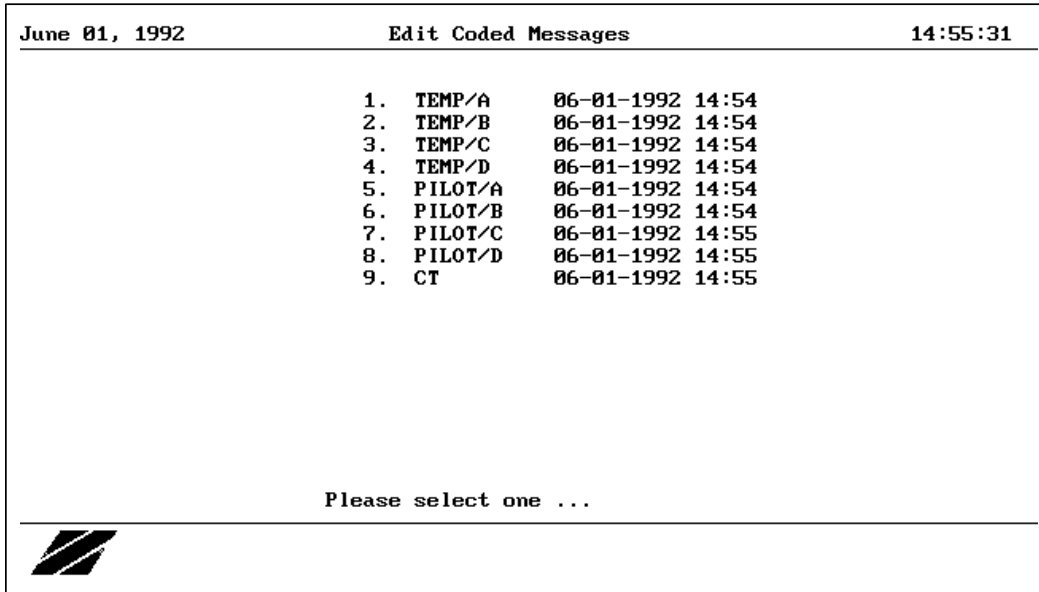 June 01, 1992 Edit Coded Messages 14:55:31
1. TEMP/A 06-01-1992 14:54
2. TEMP/B 06-01-1992 14:54
3. TEMP/C 06-01-1992 14:54
4. TEMP/D 06-01-1992 14:54
5. PILOT/A 06-01-1992 14:54
6. PILOT/B 06-01-1992 14:54
7. PILOT/C 06-01-1992 14:55
8. PILOT/D 06-01-1992 14:55
9. CT 06-01-1992 14:55
Please select one ...